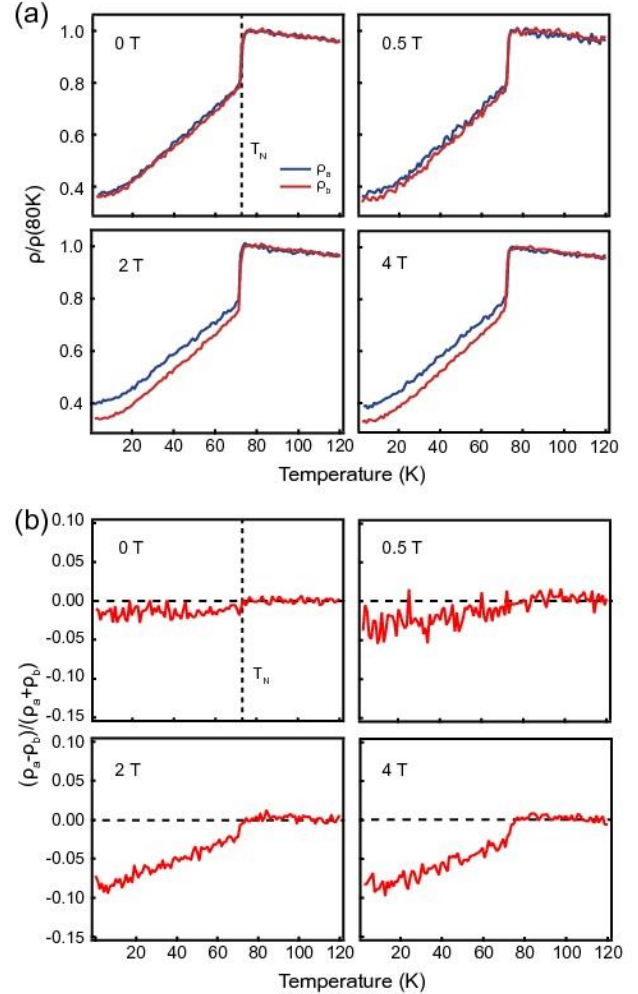 (a)
1.0
0.8
0.6
0.4
0 T
T_N
ρ_a
ρ_b
0.5 T
2 T
4 T
1.0
0.8
0.6
0.4
ρ/ρ(80K)
20 40 60 80 100 120
20 40 60 80 100 120
Temperature (K)
(b)
0.10
0.05
0.00
-0.05
-0.10
-0.15
0 T
T_N
0.5 T
0.10
0.05
0.00
-0.05
-0.10
-0.15
2 T
4 T
(ρ_a-ρ_b)/(ρ_a+ρ_b)
20 40 60 80 100 120
20 40 60 80 100 120
Temperature (K)